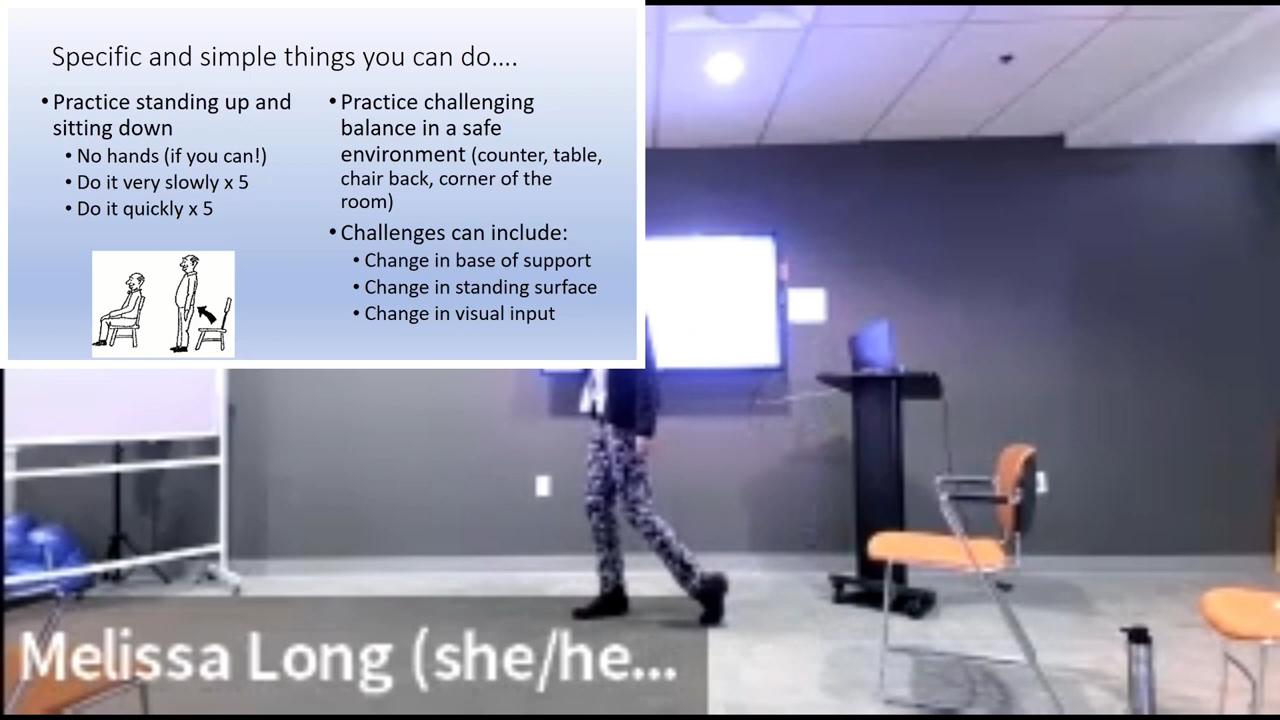 Specific and simple things you can do....
• Practice standing up and
sitting down
• No hands (if you can!)
• Do it very slowly x 5
• Do it quickly x 5
• Practice challenging
balance in a safe
environment (counter, table,
chair back, corner of the
room)
• Challenges can include:
• Change in base of support
• Change in standing surface
• Change in visual input
Melissa Long (she/he...